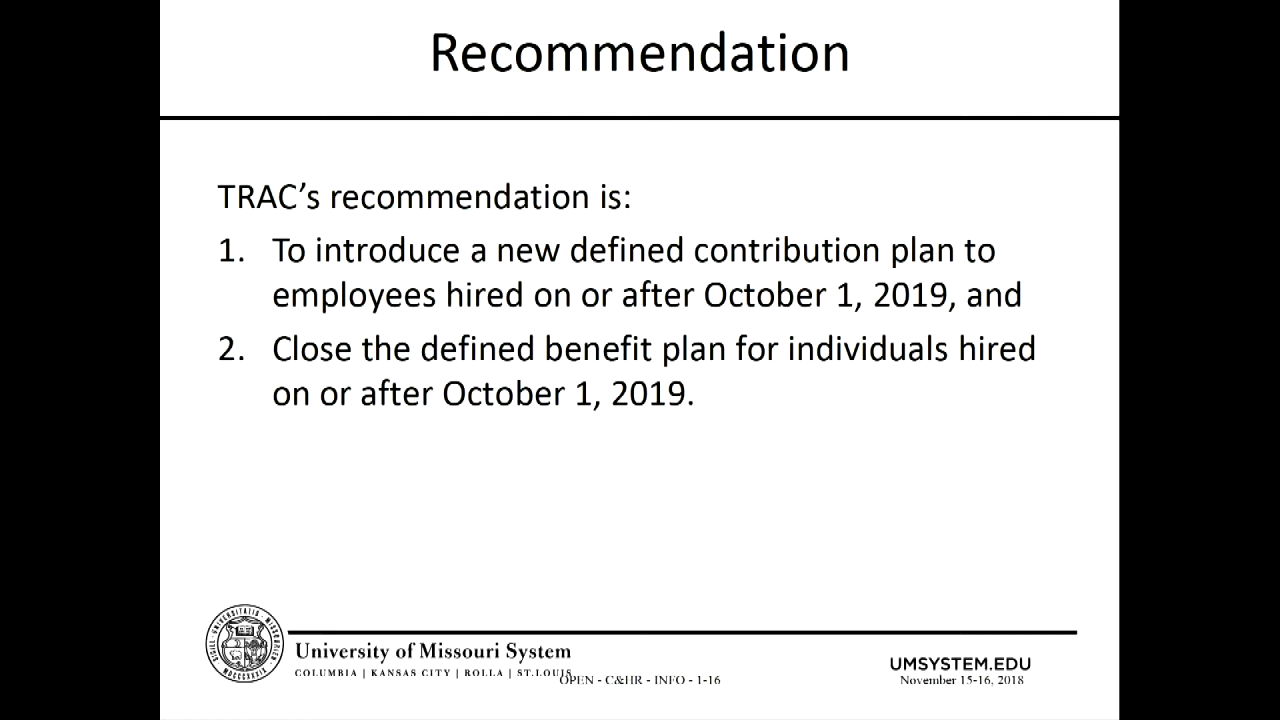 Recommendation
TRAC’s recommendation is:
1. To introduce a new defined contribution plan to
employees hired on or after October 1, 2019, and
2. Close the defined benefit plan for individuals hired
on or after October 1, 2019.
University of Missouri System
COLUMBIA | KANSAS CITY | ROLLA | ST.LOUIS
OPEN - C&HR - INFO - 1-16
UMSYSTEM.EDU
November 15-16, 2018